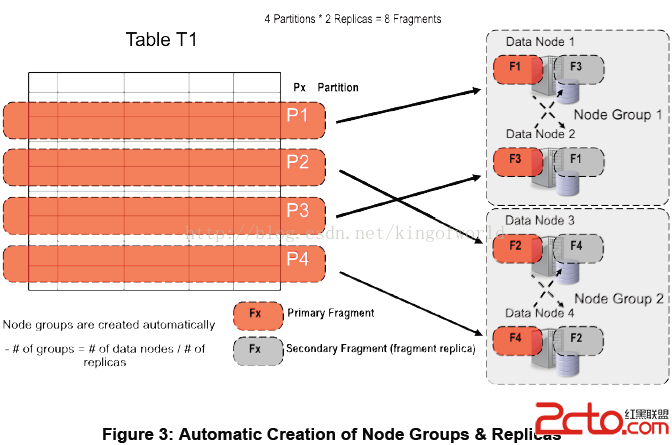 4 Partitions * 2 Replicas = 8 Fragments
Table T1
Px Partition
P1
P2
P3
P4
Data Node 1
F1
F3
Node Group 1
Data Node 2
F3
F1
Data Node 3
F2
F4
Node Group 2
Data Node 4
F4
F2
http://blog.csdn.net/kingofworld
Node groups are created automatically
- # of groups = # of data nodes / # of
replicas
Fx Primary Fragment
Fx Secondary Fragment (fragment replica)
Figure 3: Automatic Creation of Node Groups & Replicas
2cto.com
红黑联盟